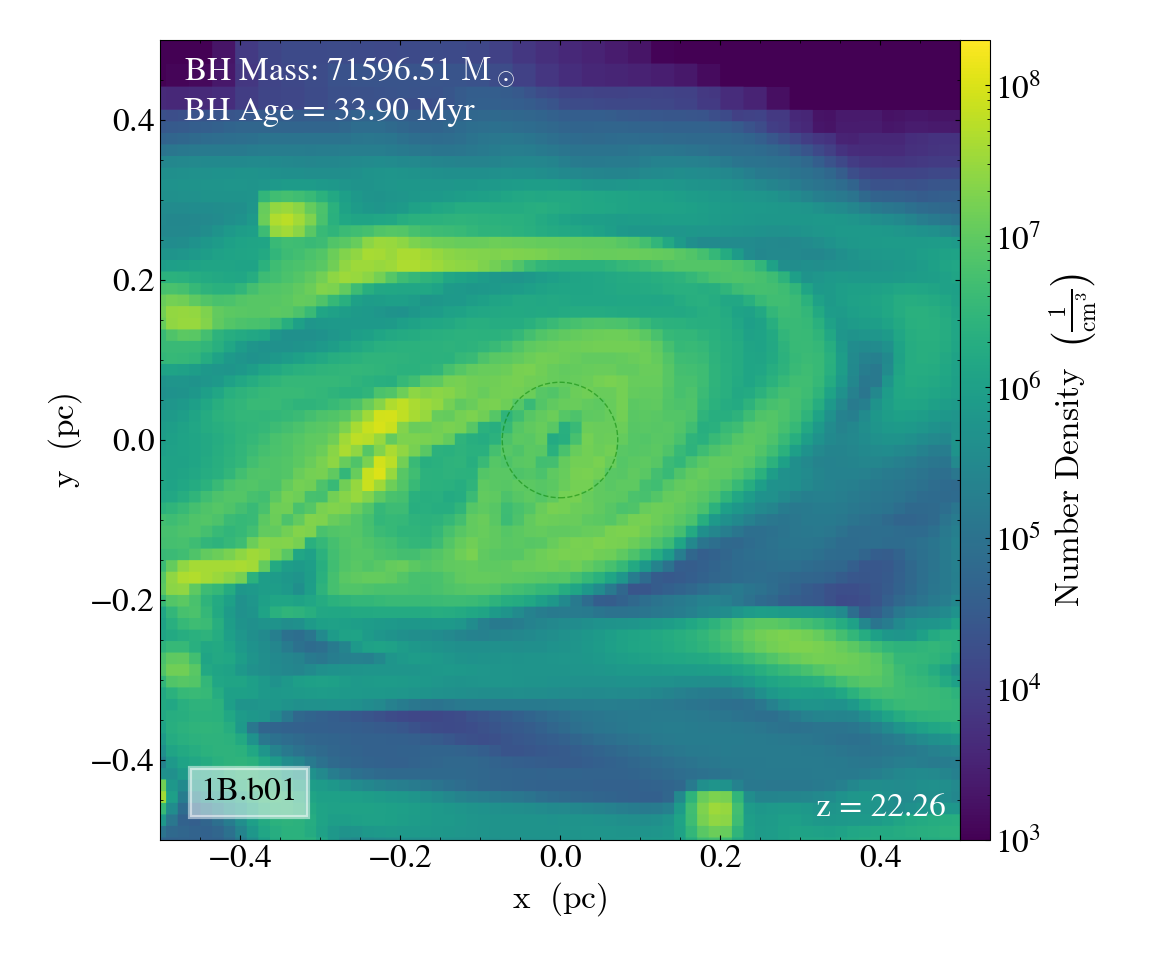 BH Mass: 71596.51 M⊙
BH Age = 33.90 Myr
0.4
0.2
0.0
−0.2
−0.4
y (pc)
1B.b01
z = 22.26
−0.4 −0.2 0.0 0.2 0.4
x (pc)
10⁸
10⁷
10⁶
10⁵
10⁴
10³
Number Density (1/cm³)